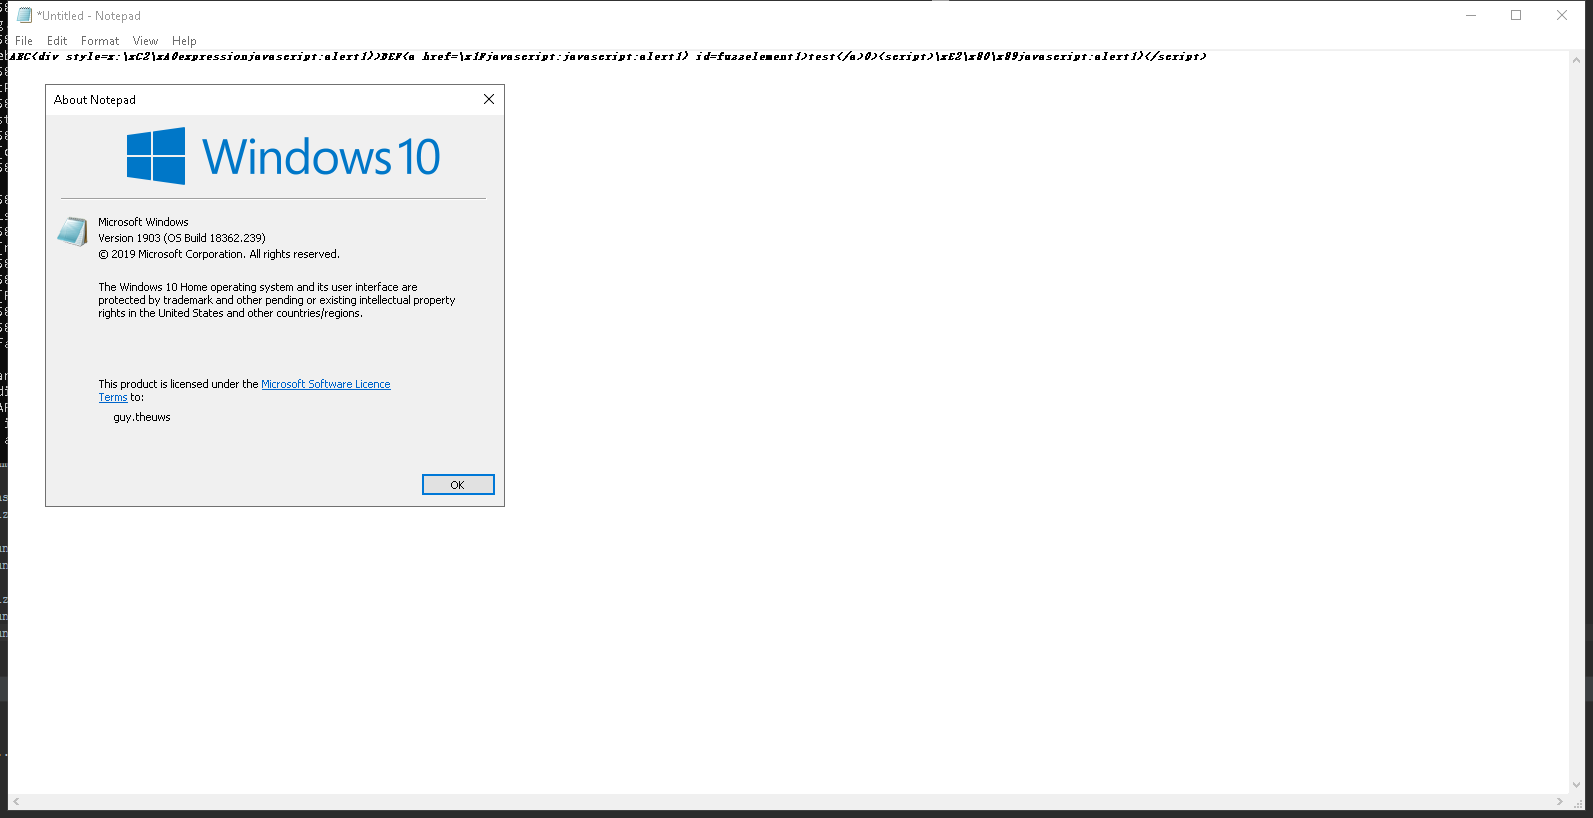 *Untitled - Notepad
File Edit Format View Help
ABC(div style=x:\xC2\xA0expressionjavascript:alert1))DEF(a href=\x1Fjavascript:javascript:alert1) id=fuzzelement1)test(/a)0)(script)\xE2\x80\x89javascript:alert1)(/script)
About Notepad
Windows 10
Microsoft Windows
Version 1903 (OS Build 18362.239)
© 2019 Microsoft Corporation. All rights reserved.
The Windows 10 Home operating system and its user interface are
protected by trademark and other pending or existing intellectual property
rights in the United States and other countries/regions.
This product is licensed under the Microsoft Software Licence
Terms to:
guy.theuws
OK